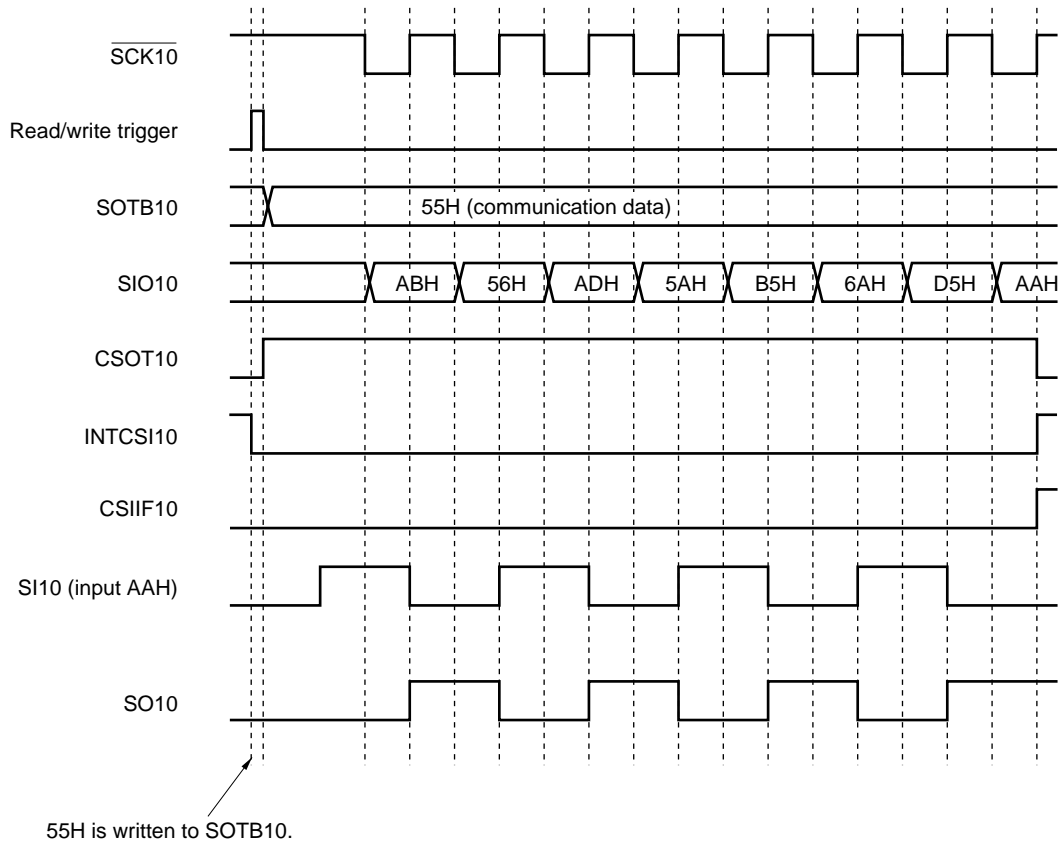 SCK10
Read/write trigger
SOTB10
55H (communication data)
SIO10
ABH 56H ADH 5AH B5H 6AH D5H AAH
CSOT10
INTCSI10
CSIIF10
SI10 (input AAH)
SO10
55H is written to SOTB10.